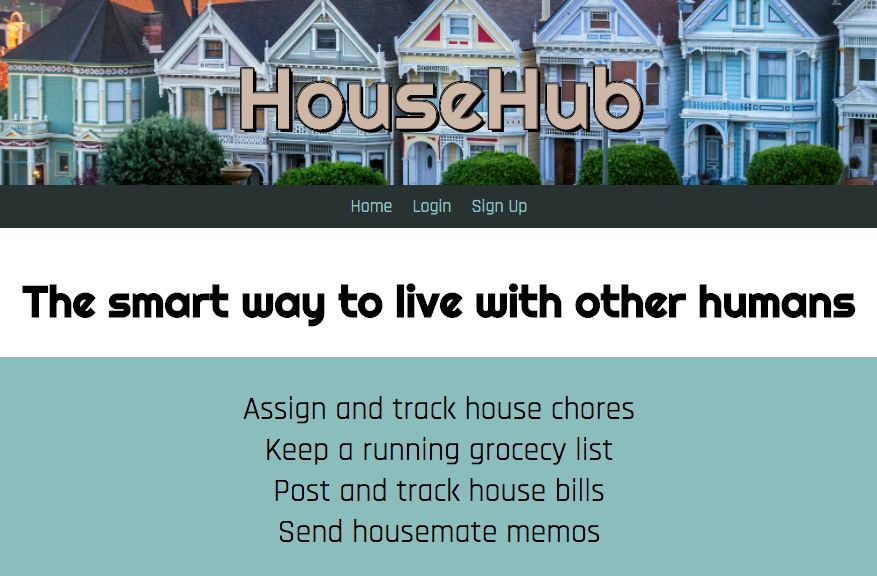 HouseHub
Home Login Sign Up
The smart way to live with other humans
Assign and track house chores
Keep a running grocecy list
Post and track house bills
Send housemate memos